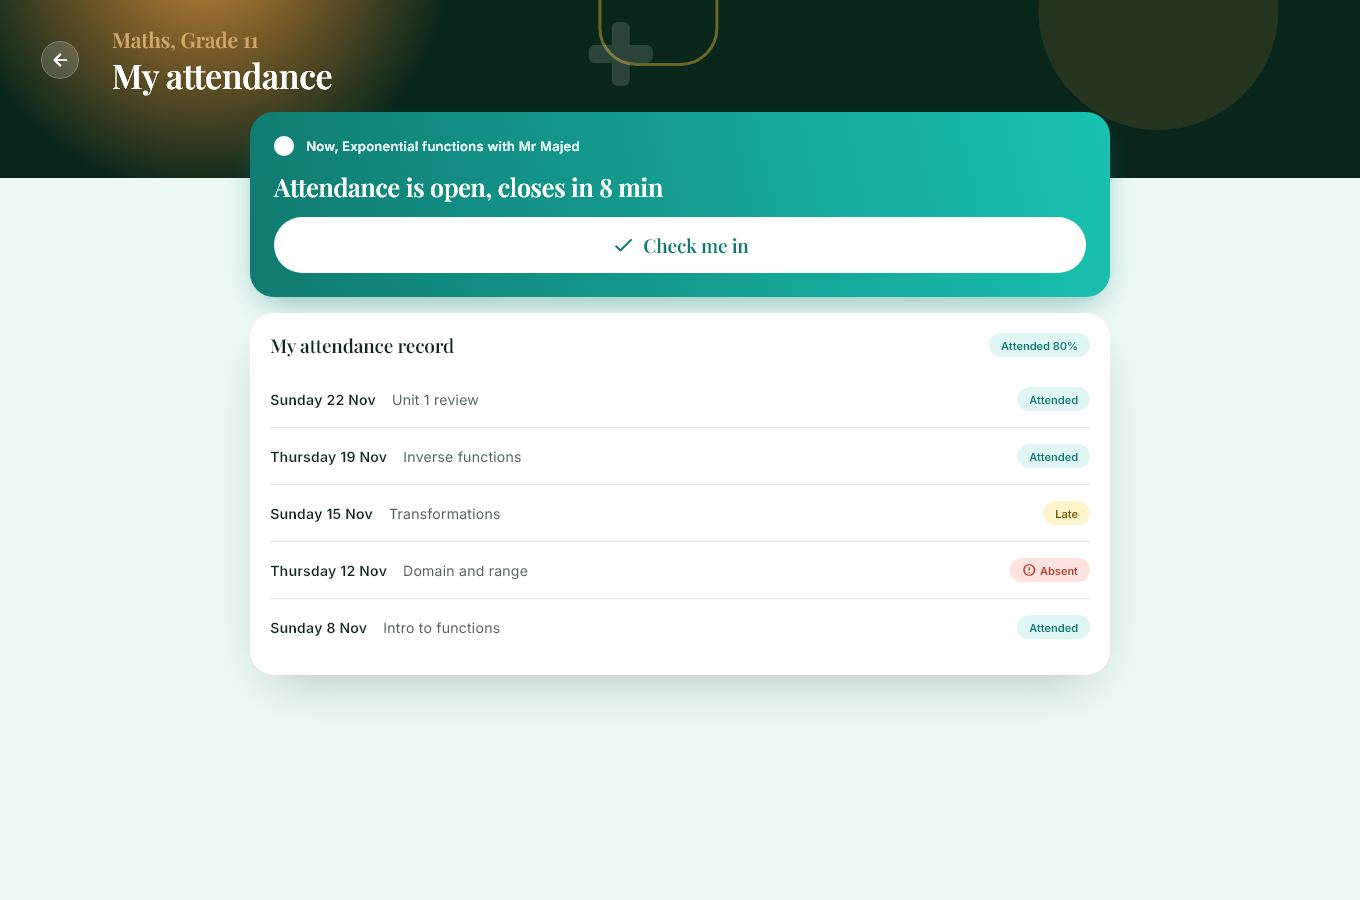 Maths, Grade 11
My attendance
Now, Exponential functions with Mr Majed
Attendance is open, closes in 8 min
Check me in
My attendance record
Attended 80%
Sunday 22 Nov Unit 1 review Attended
Thursday 19 Nov Inverse functions Attended
Sunday 15 Nov Transformations Late
Thursday 12 Nov Domain and range Absent
Sunday 8 Nov Intro to functions Attended